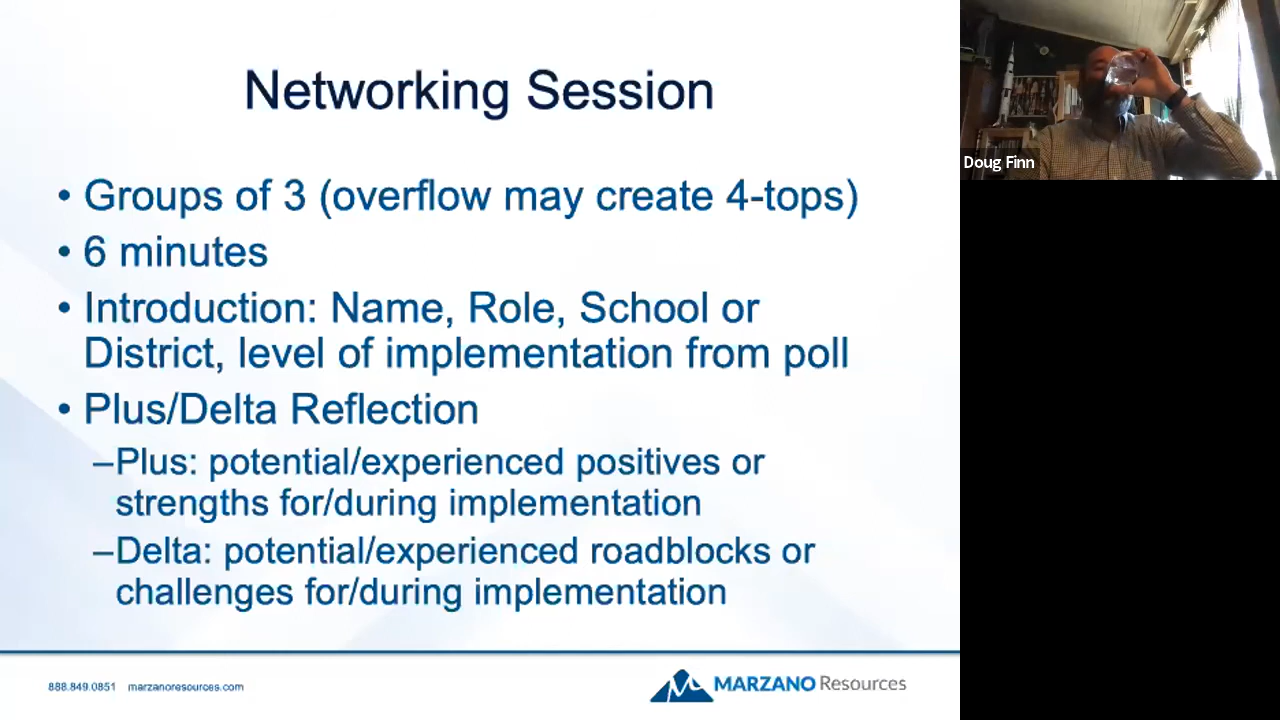 Networking Session
• Groups of 3 (overflow may create 4-tops)
• 6 minutes
• Introduction: Name, Role, School or
District, level of implementation from poll
• Plus/Delta Reflection
–Plus: potential/experienced positives or
strengths for/during implementation
–Delta: potential/experienced roadblocks or
challenges for/during implementation
888.849.0851 marzanoresources.com
MARZANO Resources
Doug Finn